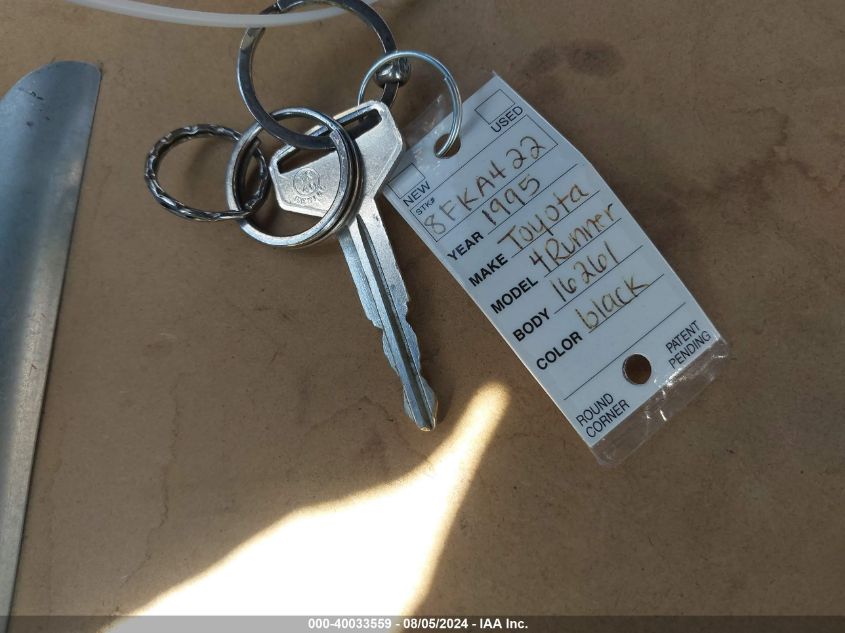 USED
NEW
STK# 8FKA422
YEAR 1995
MAKE Toyota
MODEL 4Runner
BODY 16261
COLOR black
ROUND CORNER
PATENT PENDING
000-40033559 - 08/05/2024 - IAA Inc.